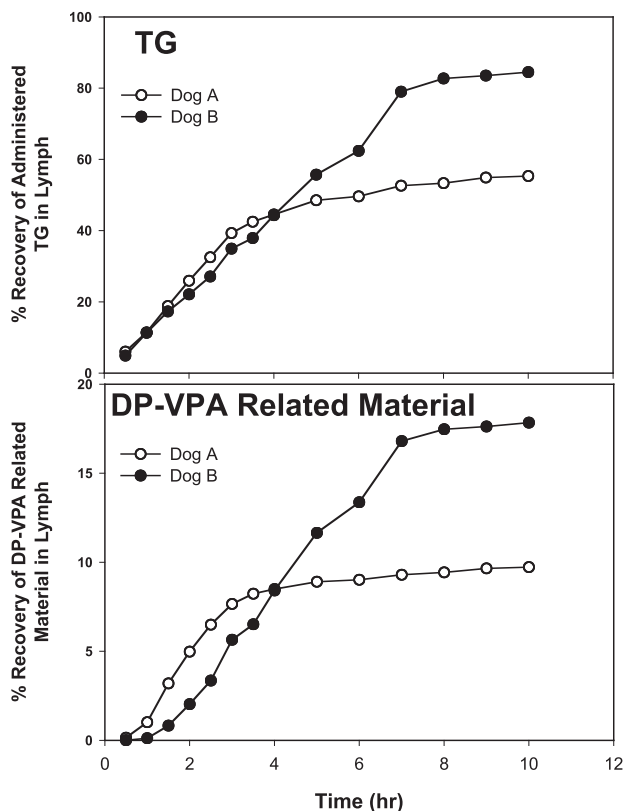 TG
Dog A
Dog B
% Recovery of Administered
TG in Lymph
100
80
60
40
20
0
DP-VPA Related Material
Dog A
Dog B
% Recovery of DP-VPA Related
Material in Lymph
20
15
10
5
0
0 2 4 6 8 10 12
Time (hr)